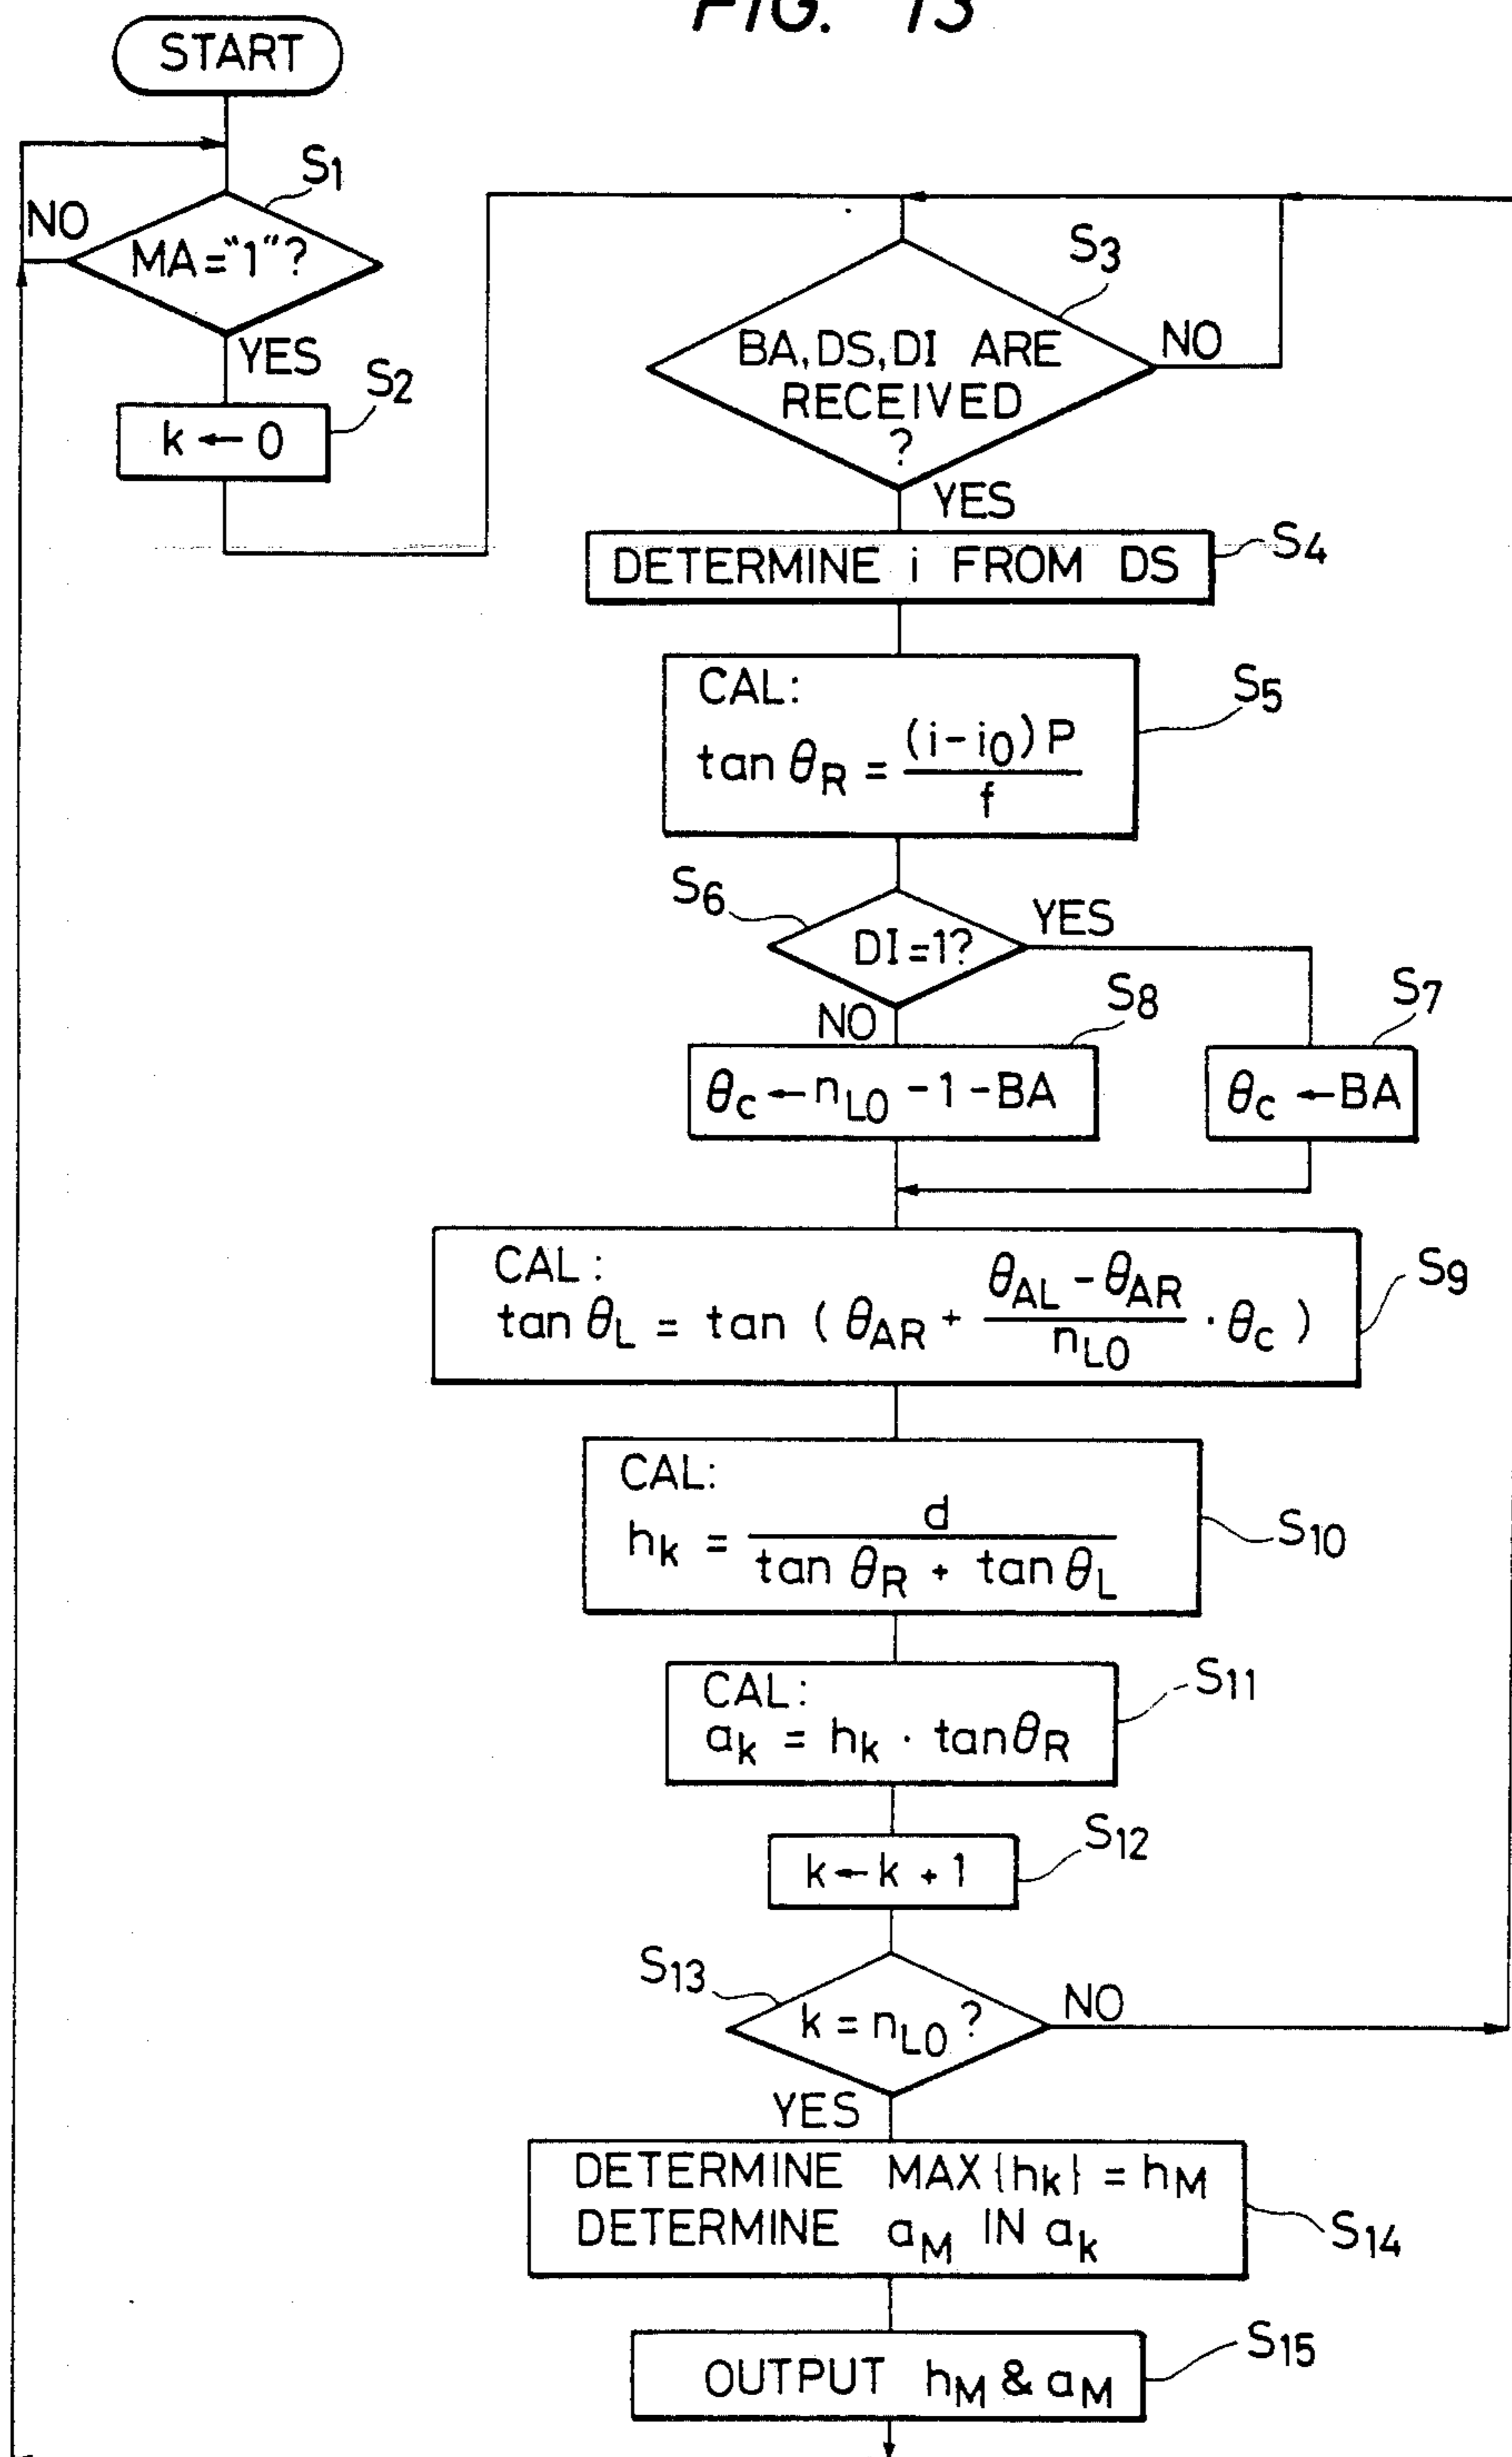 FIG. 13
START
S1
NO
MA="1"?
YES
S2
k ← 0
S3
BA, DS, DI ARE
RECEIVED
?
NO
YES
DETERMINE i FROM DS
S4
CAL:
tan θR = (i-i0)P / f
S5
S6
DI=1?
YES
NO
S8
θc ← nL0 - 1 - BA
S7
θc ← BA
CAL:
tan θL = tan ( θAR + θAL - θAR / nL0 · θc )
S9
CAL:
hk = d / tan θR + tan θL
S10
CAL:
ak = hk · tanθR
S11
S12
k ← k + 1
S13
k = nL0 ?
NO
YES
DETERMINE MAX{hk} = hM
DETERMINE aM IN ak
S14
OUTPUT hM & aM
S15